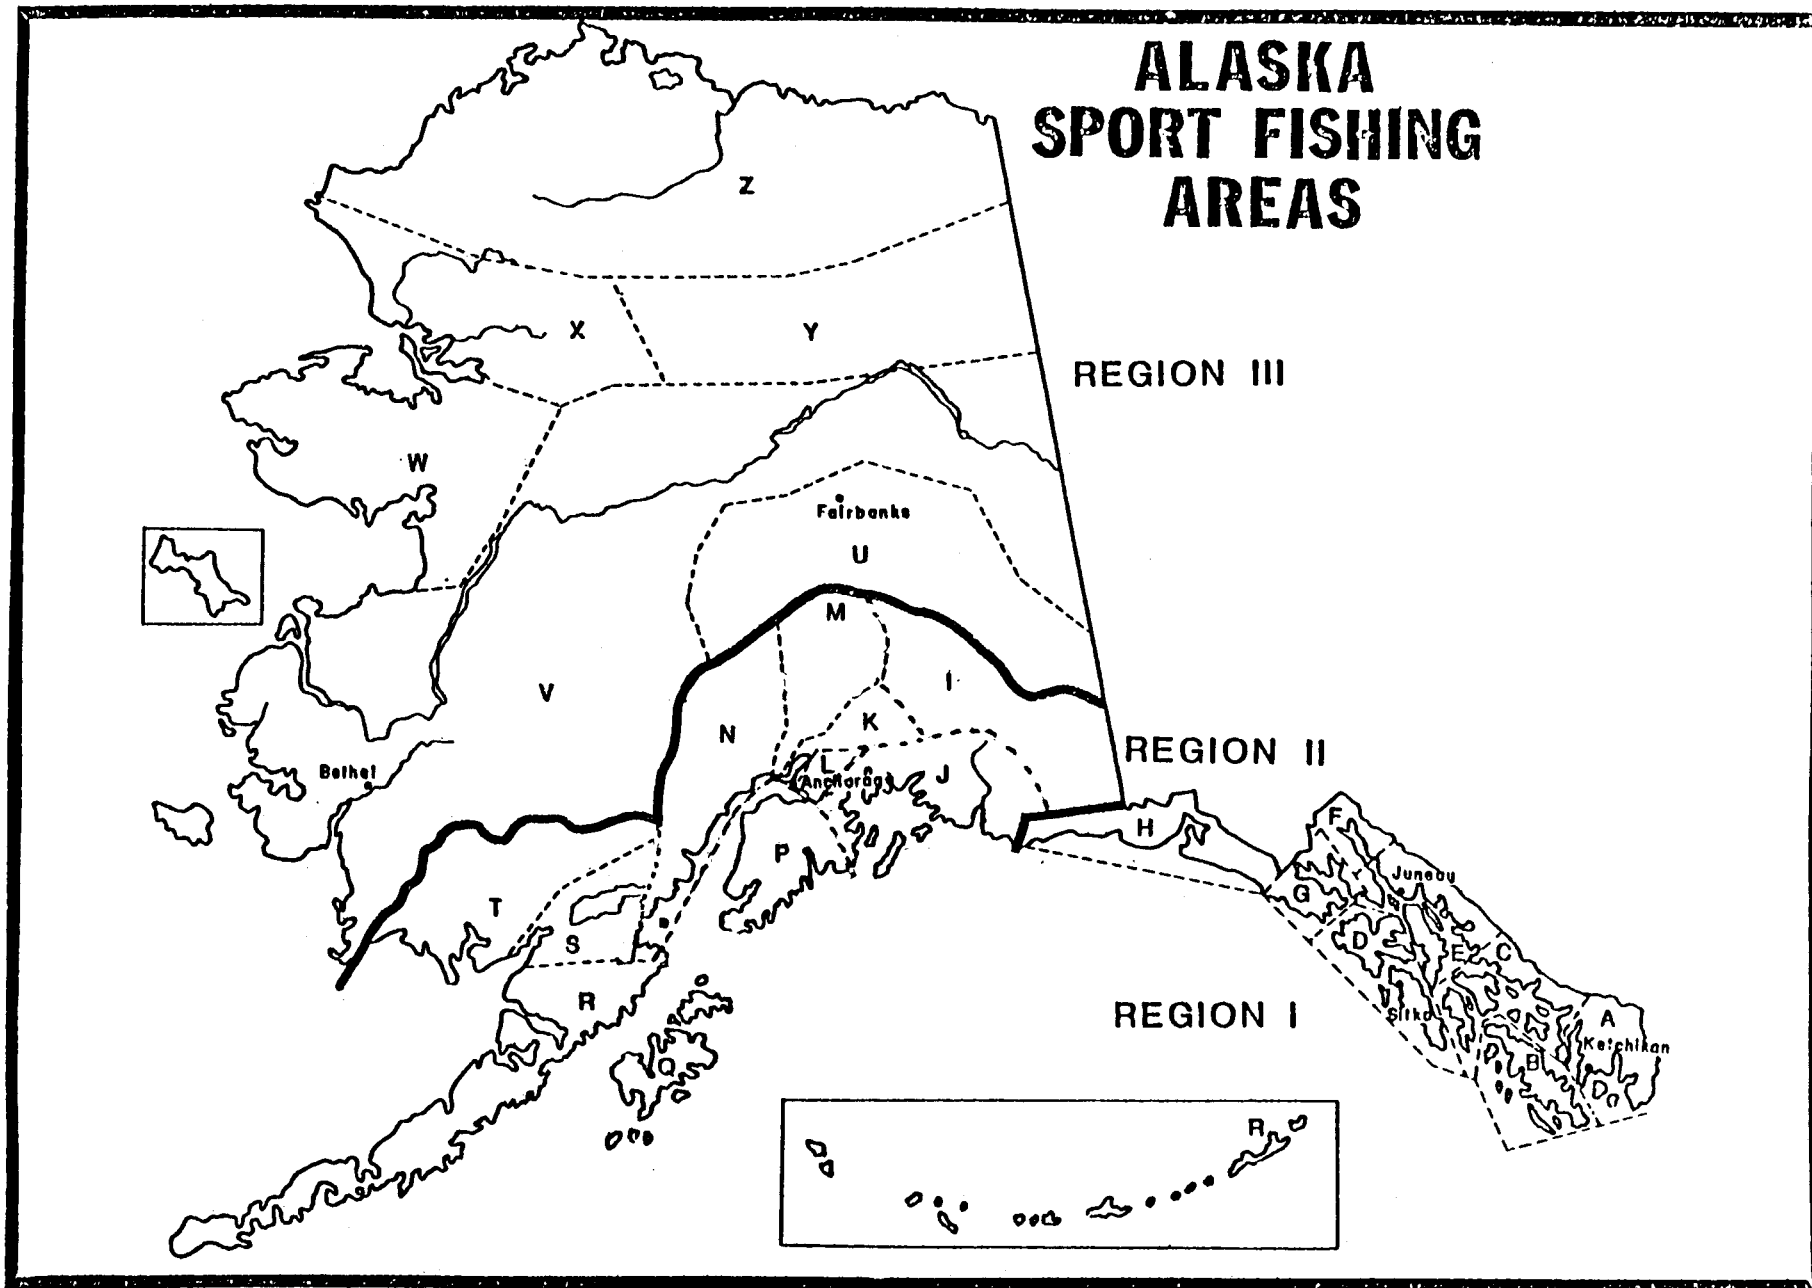 ALASKA
SPORT FISHING
AREAS
Z
X
Y
REGION III
W
Fairbanks
U
M
V
I
N
K
REGION II
L
Anchorage
J
Bethel
H
F
P
Juneau
G
T
D
S
E
C
R
REGION I
Sitka
A
Ketchikan
Q
B
R